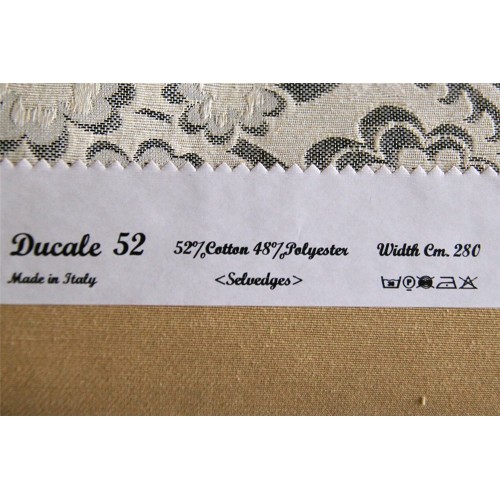 Ducale 52 52%Cotton 48%Polyester Width Cm. 280
Made in Italy <Selvedges>